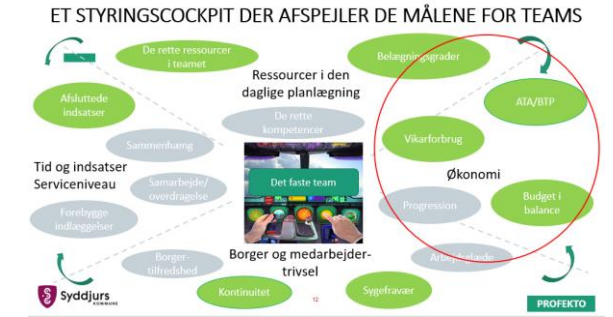 ET STYRINGSCOCKPIT DER AFSPEJLER DE MÅLENE FOR TEAMS
De rette ressourcer
i teamet
Belægningsgrader
Ressourcer i den
daglige planlægning
Afsluttede
indsatser
ATA/BTP
De rette
kompetencer
Sammenhæng
Vikarforbrug
Tid og indsatser
Serviceniveau
Samarbejde/
overdragelse
Det faste team
Økonomi
Forebygge
indlæggelser
Progression
Budget i
balance
Borger-
tilfredshed
Borger og medarbejder-
trivsel
Arbejdsglæde
Kontinuitet
Sygefravær
Syddjurs
KOMMUNE
12
PROFEKTO